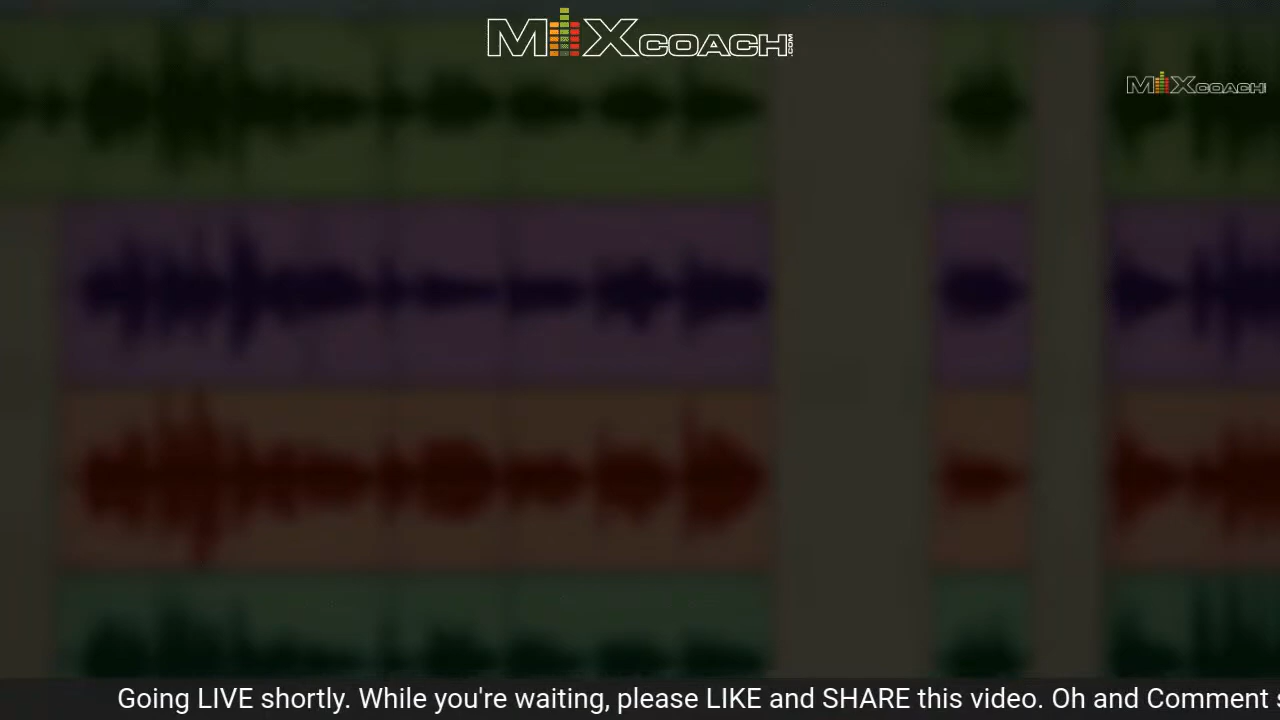 MIXCOACH.COM
MIXCOACH
Going LIVE shortly. While you're waiting, please LIKE and SHARE this video. Oh and Comment